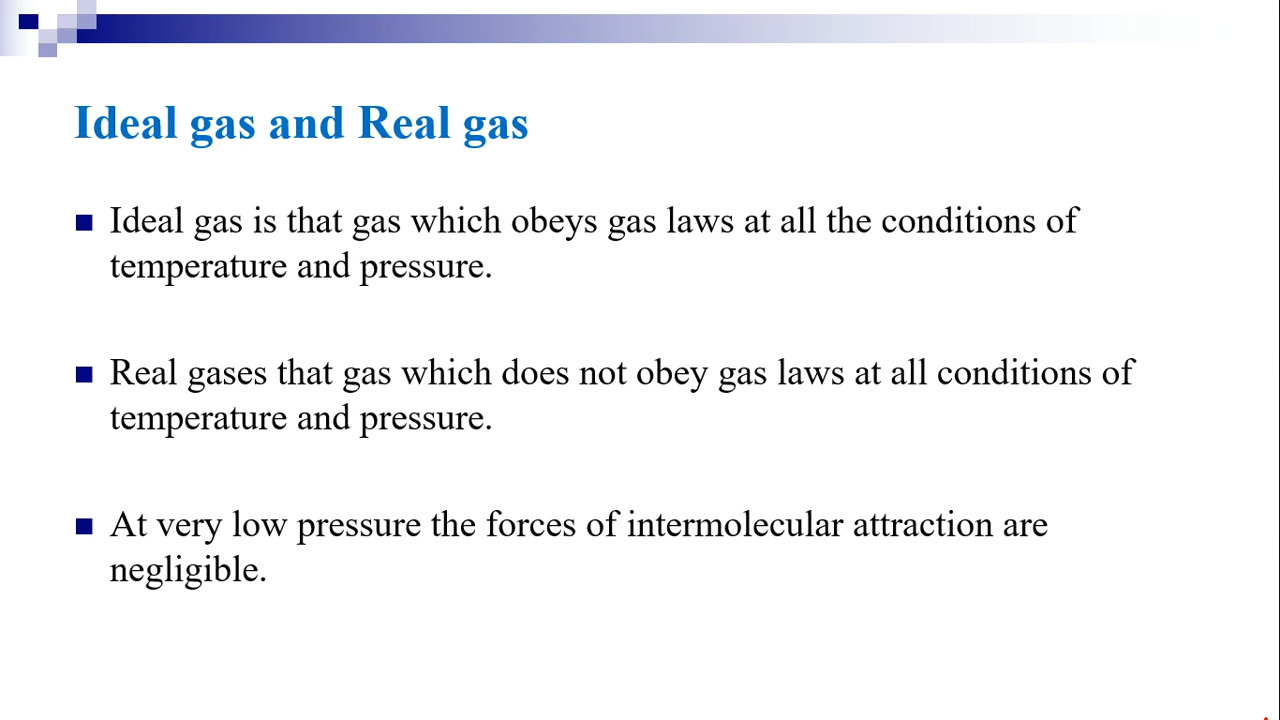 Ideal gas and Real gas
Ideal gas is that gas which obeys gas laws at all the conditions of
temperature and pressure.
Real gases that gas which does not obey gas laws at all conditions of
temperature and pressure.
At very low pressure the forces of intermolecular attraction are
negligible.